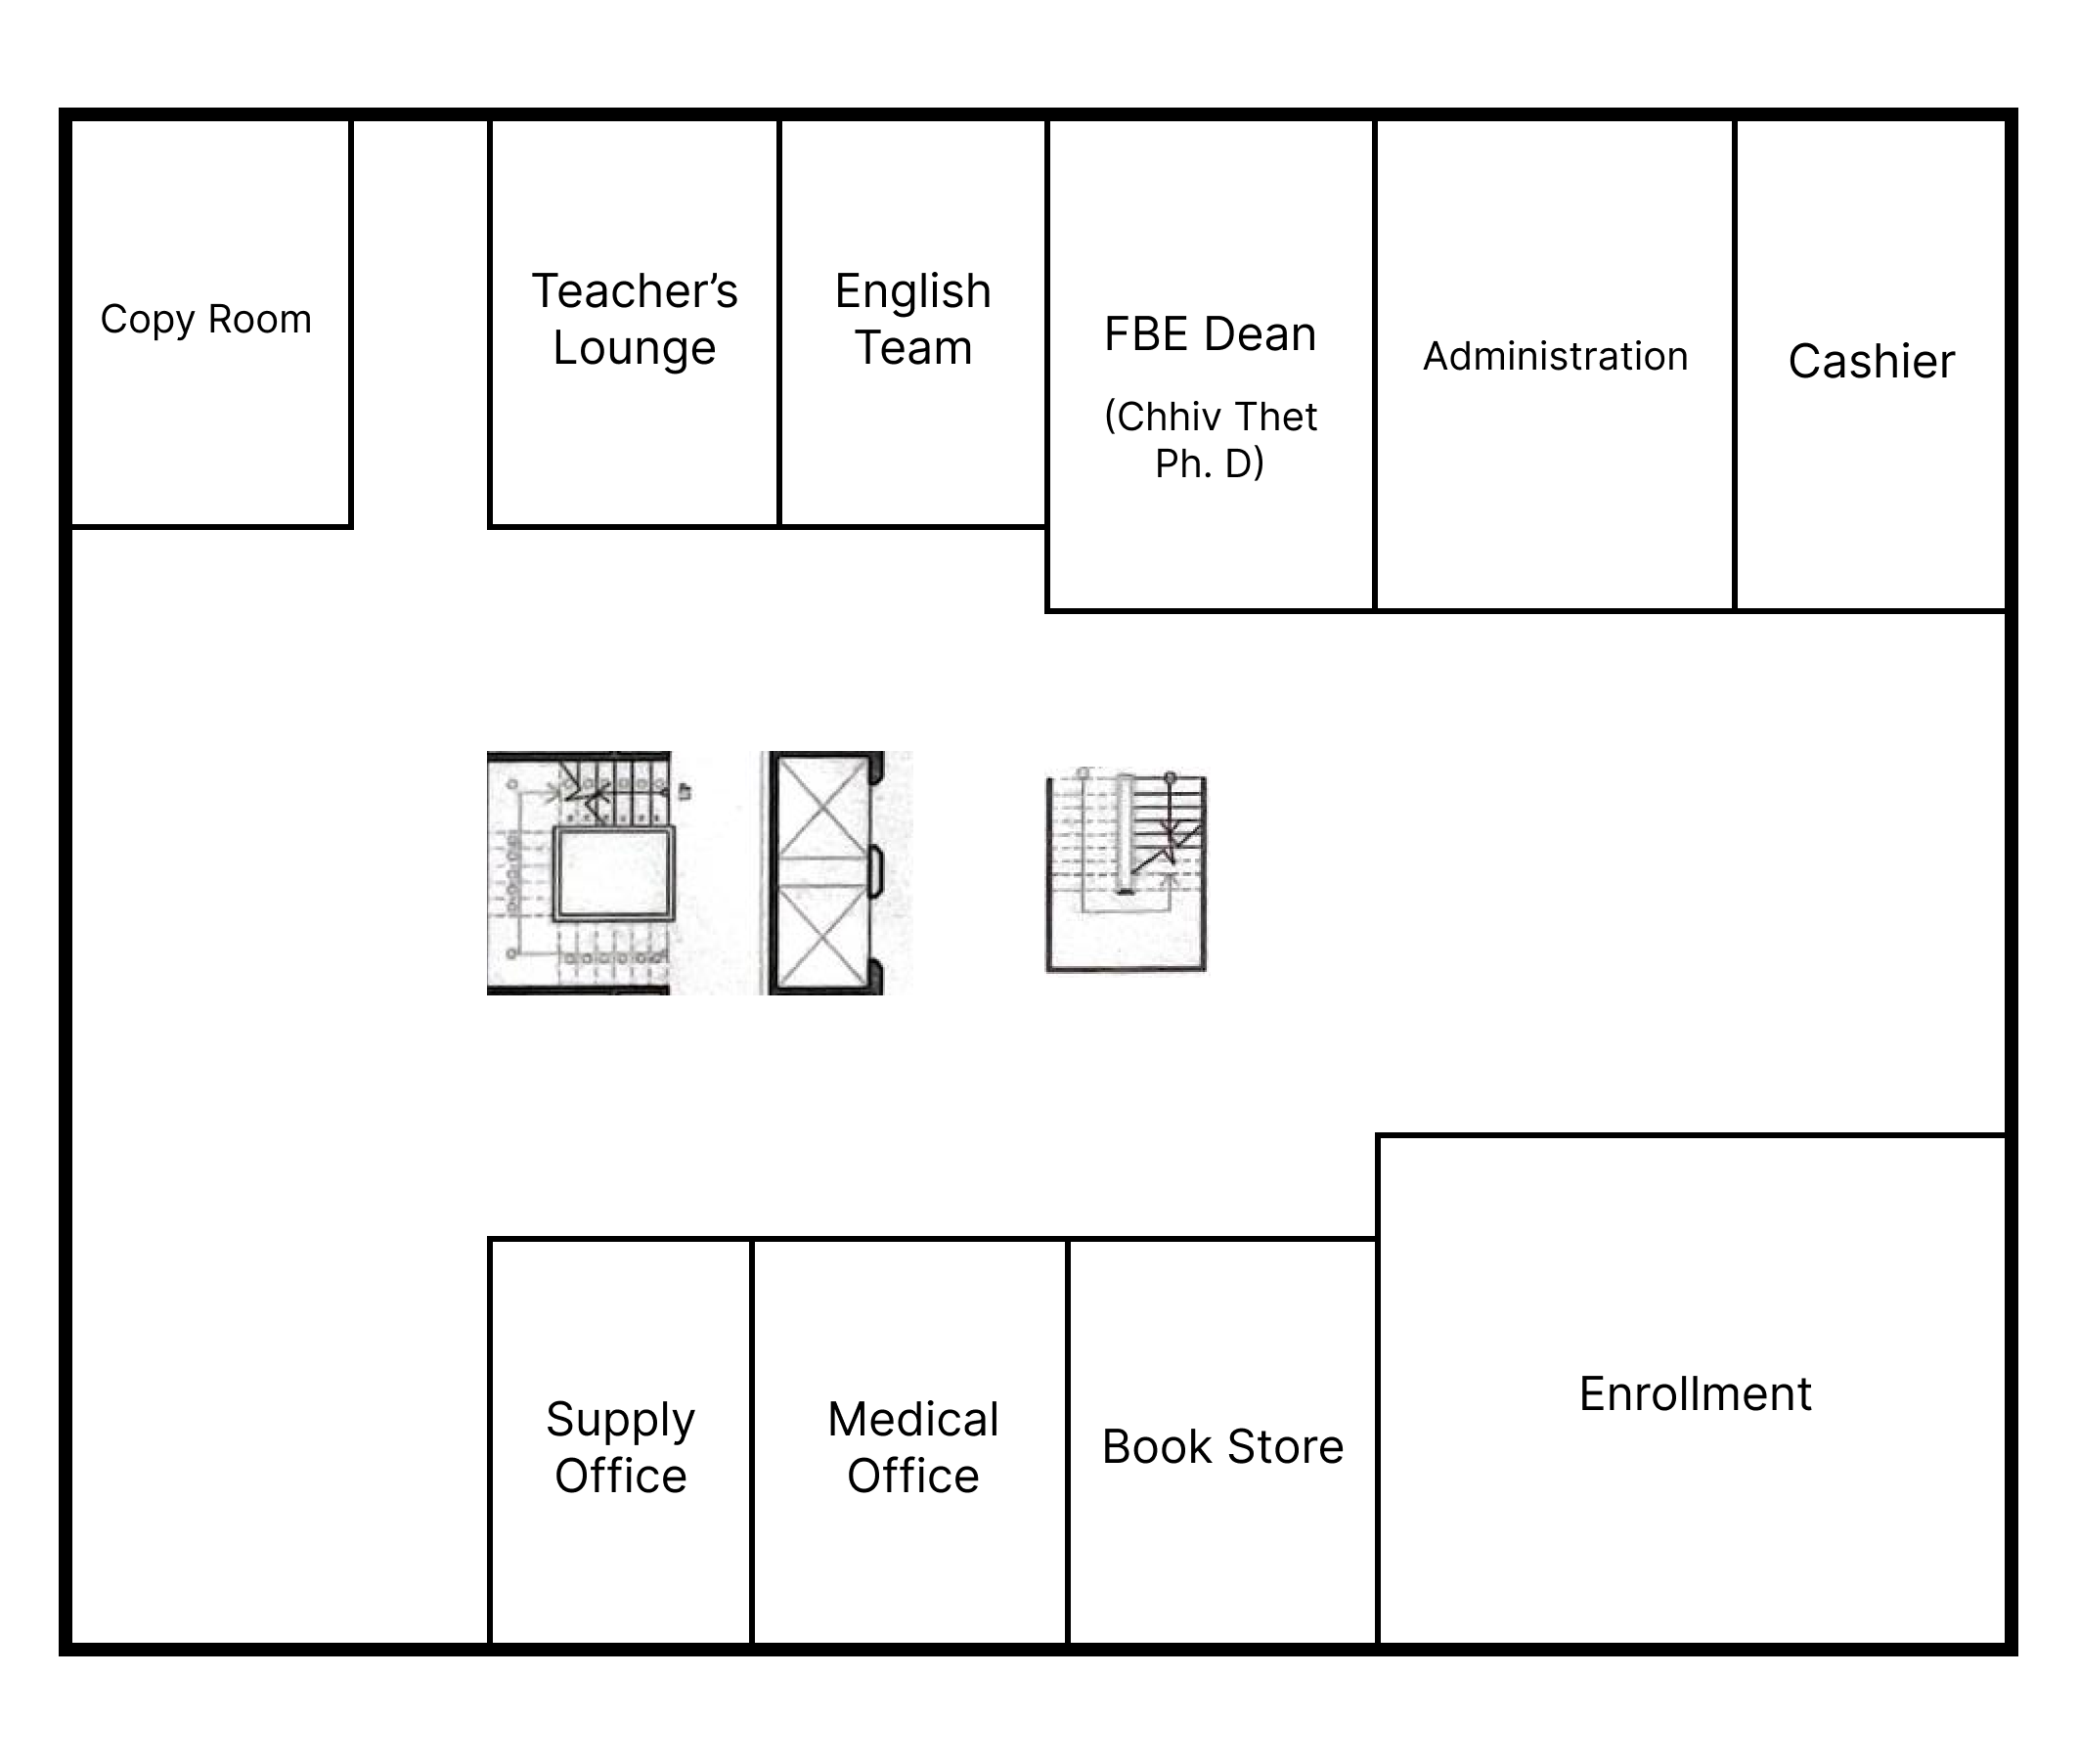 Copy Room
Teacher’s
Lounge
English
Team
FBE Dean
(Chhiv Thet
Ph. D)
Administration
Cashier
Supply
Office
Medical
Office
Book Store
Enrollment